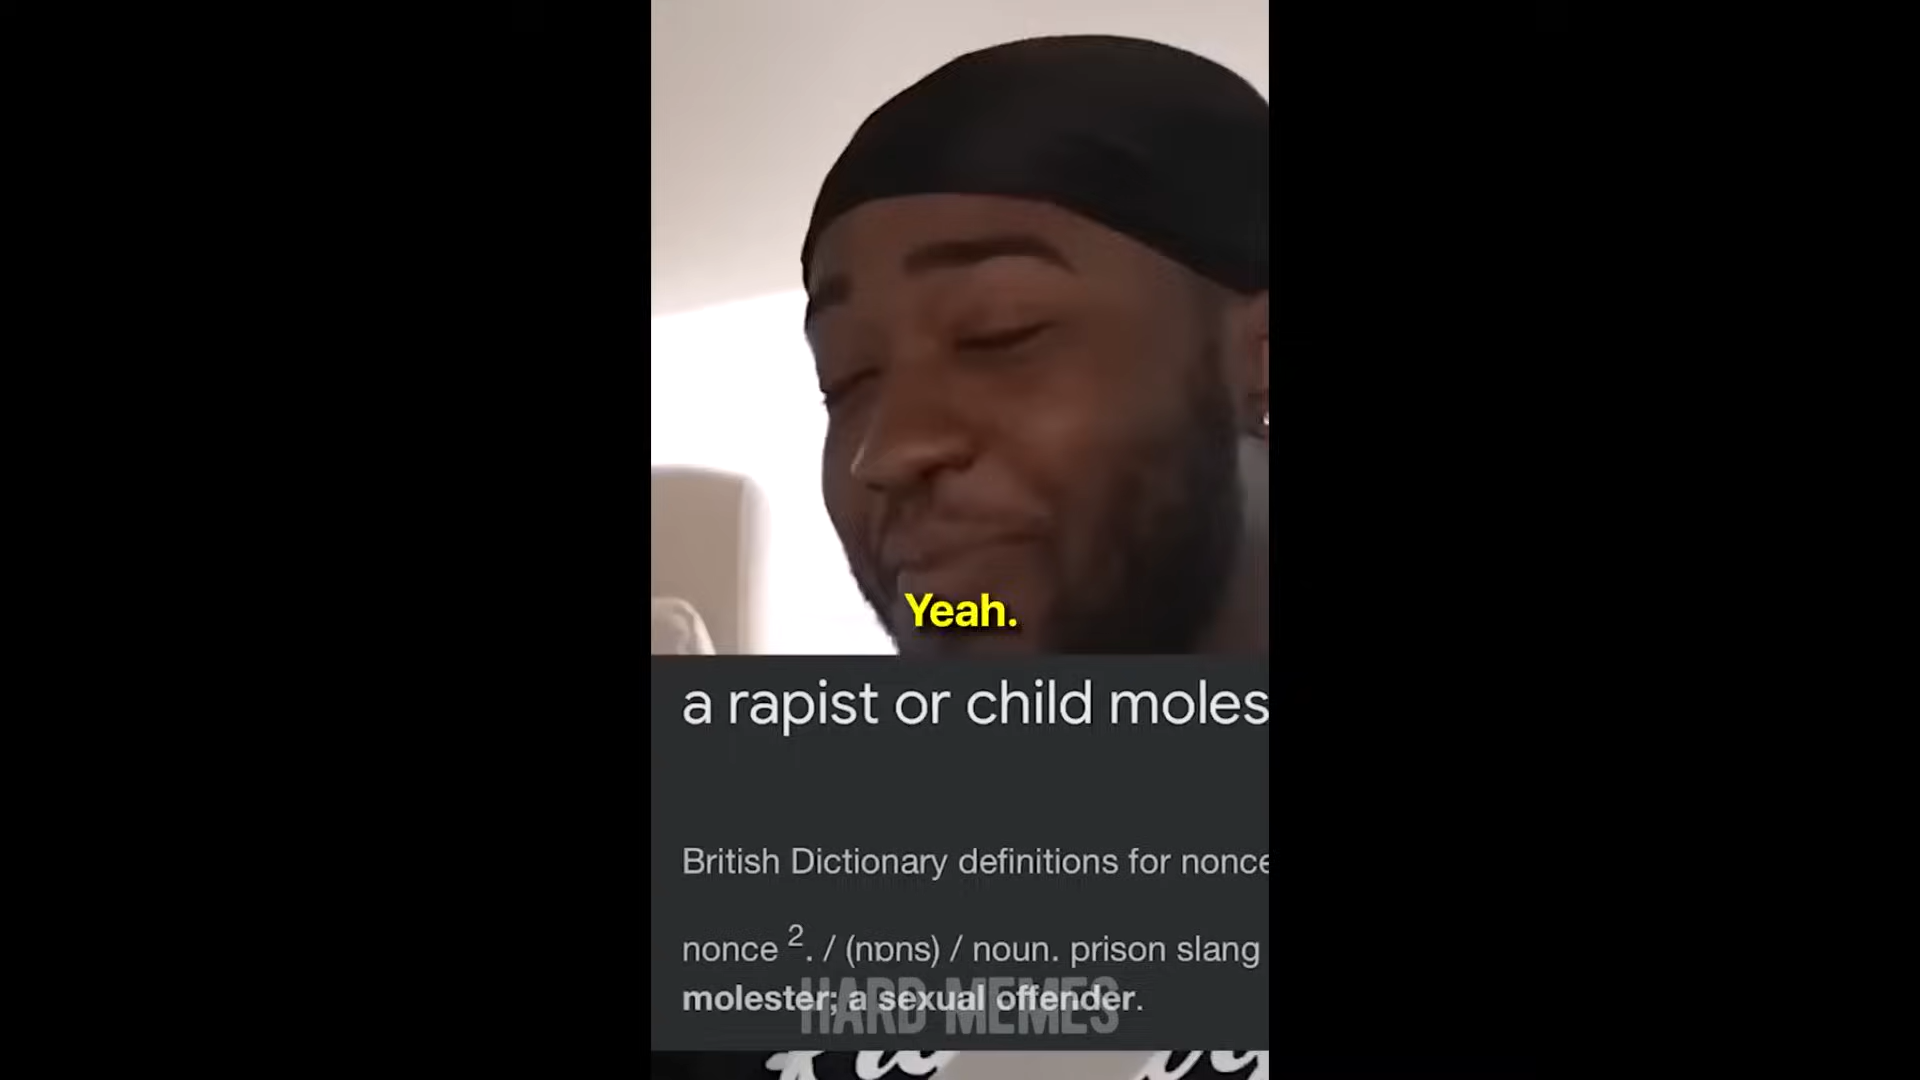 Yeah.
a rapist or child moles
British Dictionary definitions for nonce
nonce 2. / (nɒns) / noun. prison slang
molester; a sexual offender.
HARD MEMES